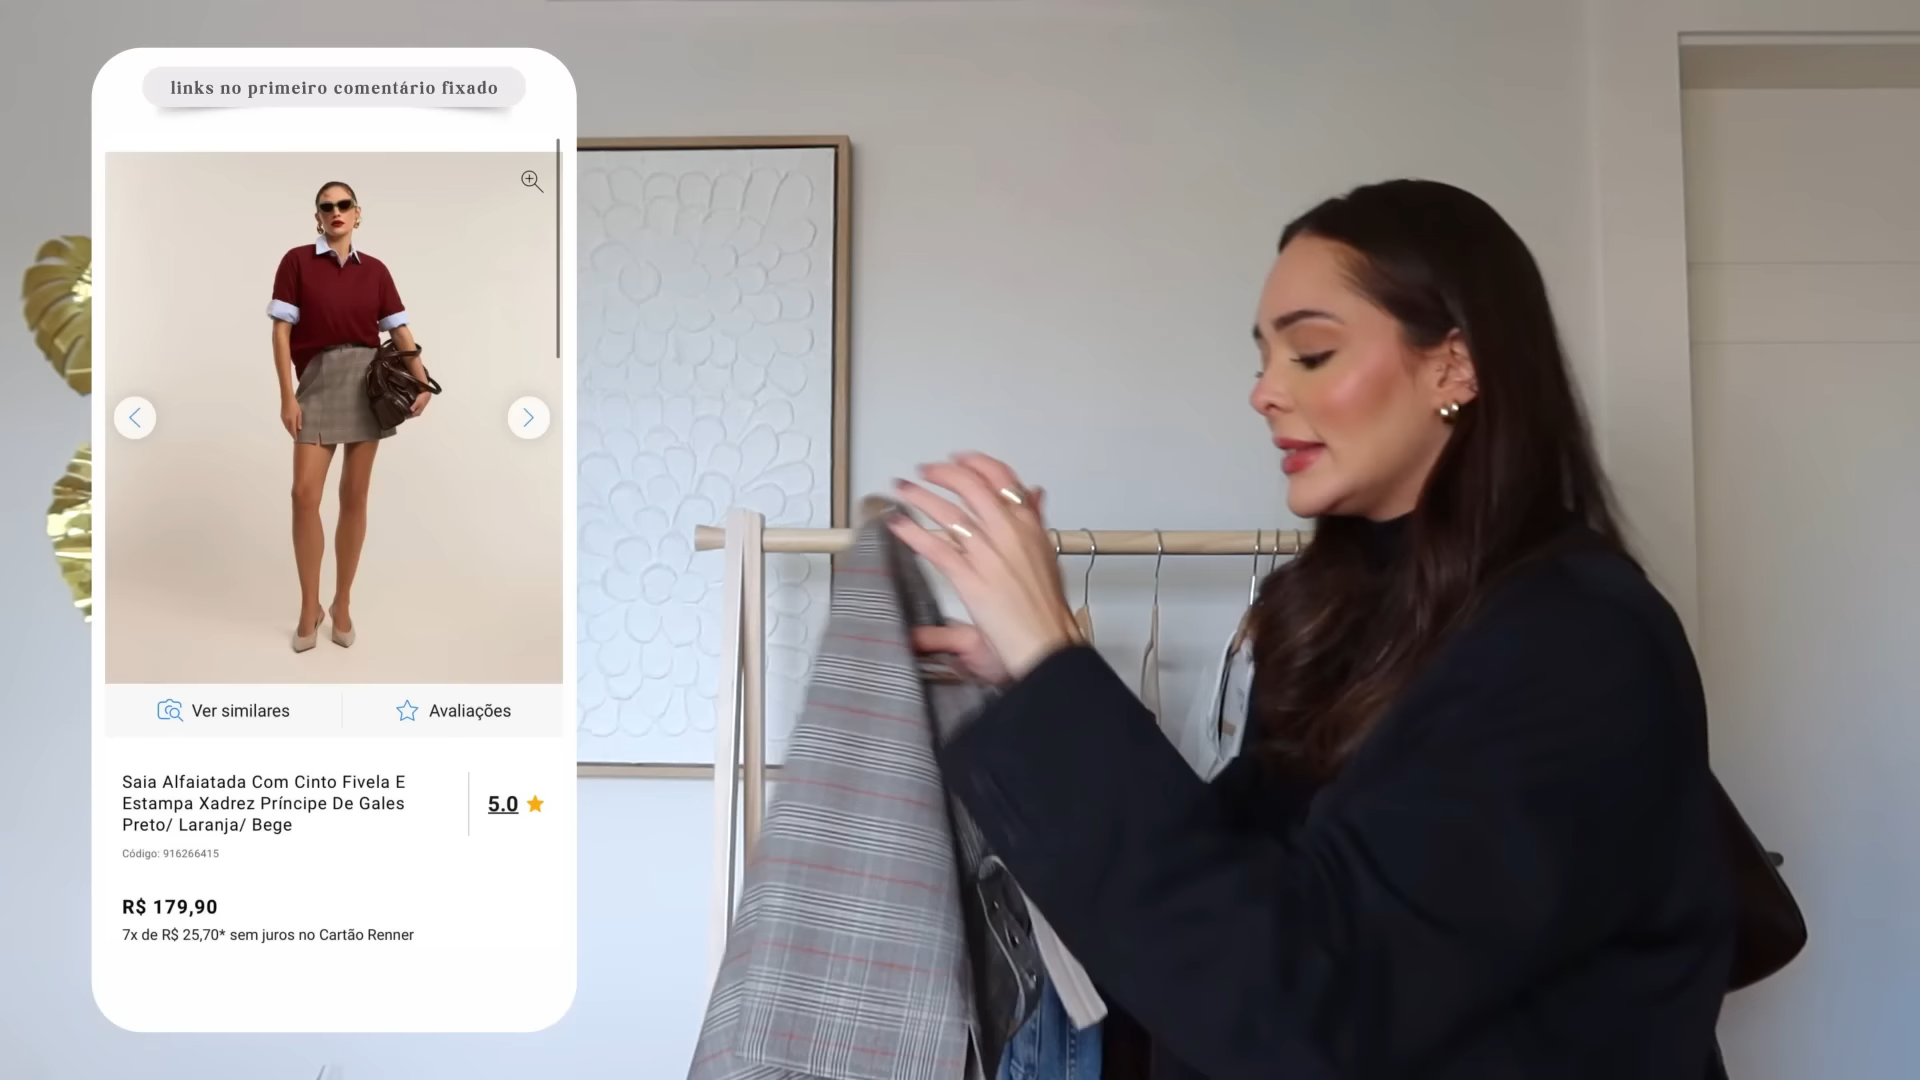 links no primeiro comentário fixado
Ver similares
Avaliações
Saia Alfaiatada Com Cinto Fivela E
Estampa Xadrez Príncipe De Gales
Preto/ Laranja/ Bege
5.0
Código: 916266415
R$ 179,90
7x de R$ 25,70* sem juros no Cartão Renner